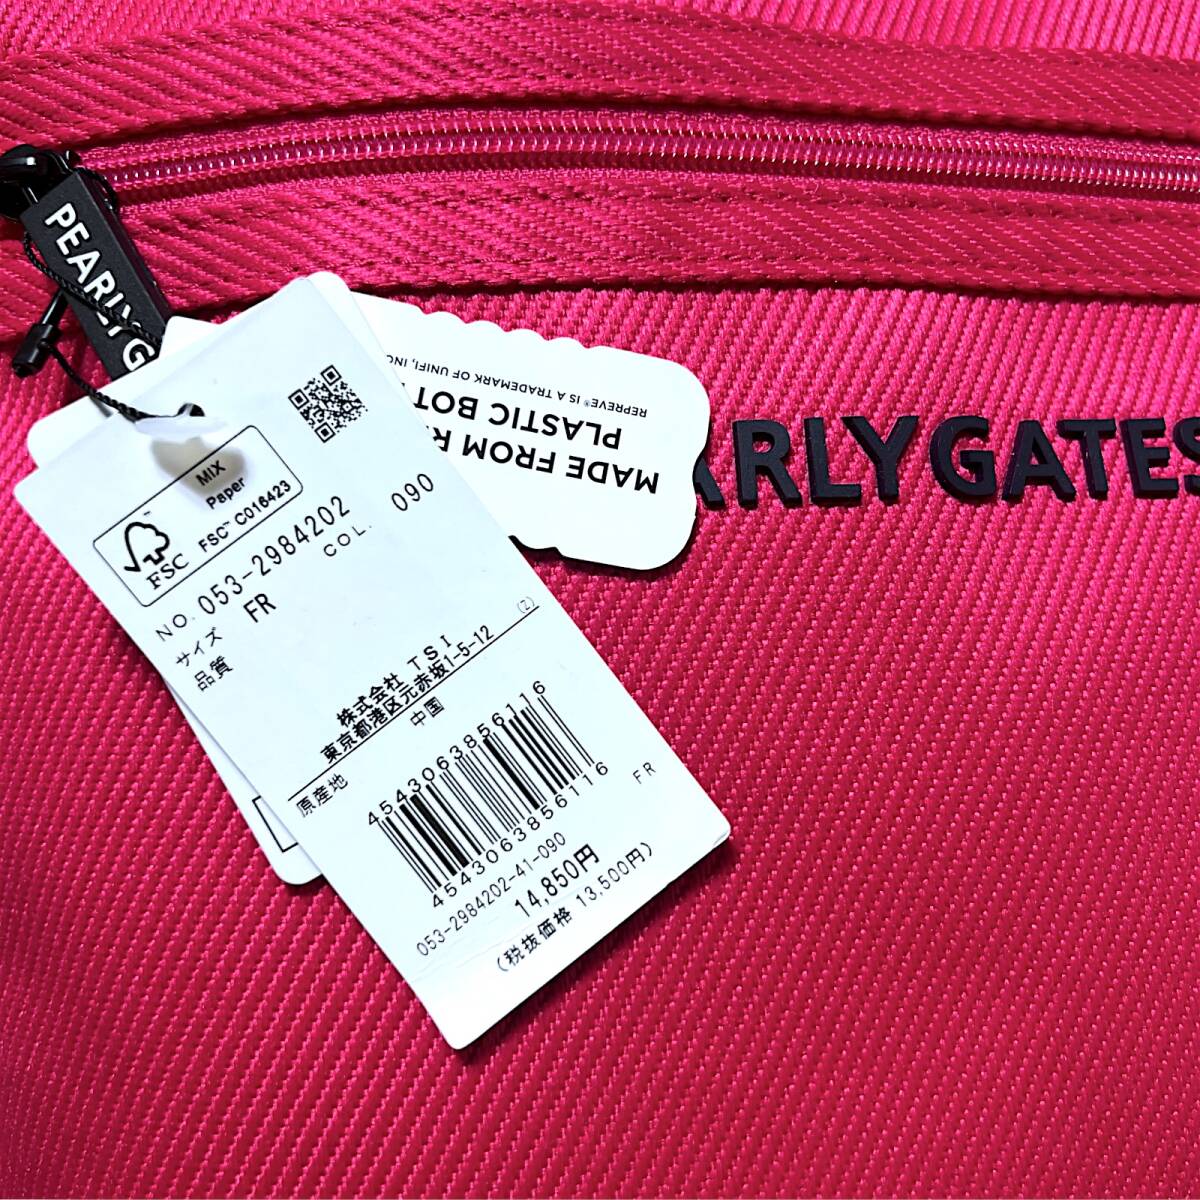 PEARLY G
ARLY GATES
MADE FROM
PLASTIC BOT
REPREVE® IS A TRADEMARK OF UNIFI, INC
MIX
Paper
FSC™ C016423
FSC
NO. 053-2984202
COL. 090
サイズ FR
品質
(Z)
株式会社 TSI
東京都港区元赤坂1-5-12
原産地 中国
4543063856116
4543063856116
FR
053-2984202-41-090
14,850円
(税抜価格 13,500円)